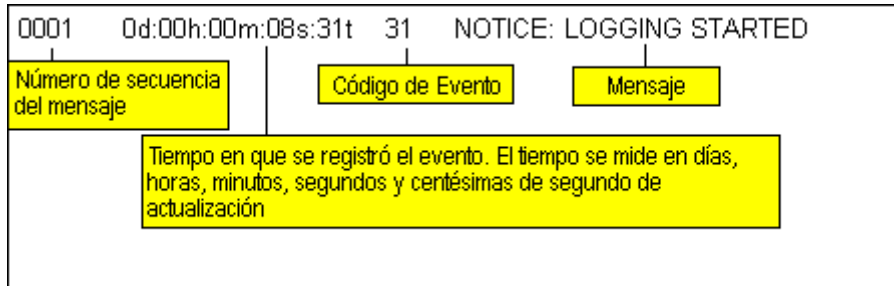 0001 0d:00h:00m:08s:31t 31 NOTICE: LOGGING STARTED
Número de secuencia
del mensaje
Código de Evento
Mensaje
Tiempo en que se registró el evento. El tiempo se mide en días,
horas, minutos, segundos y centésimas de segundo de
actualización